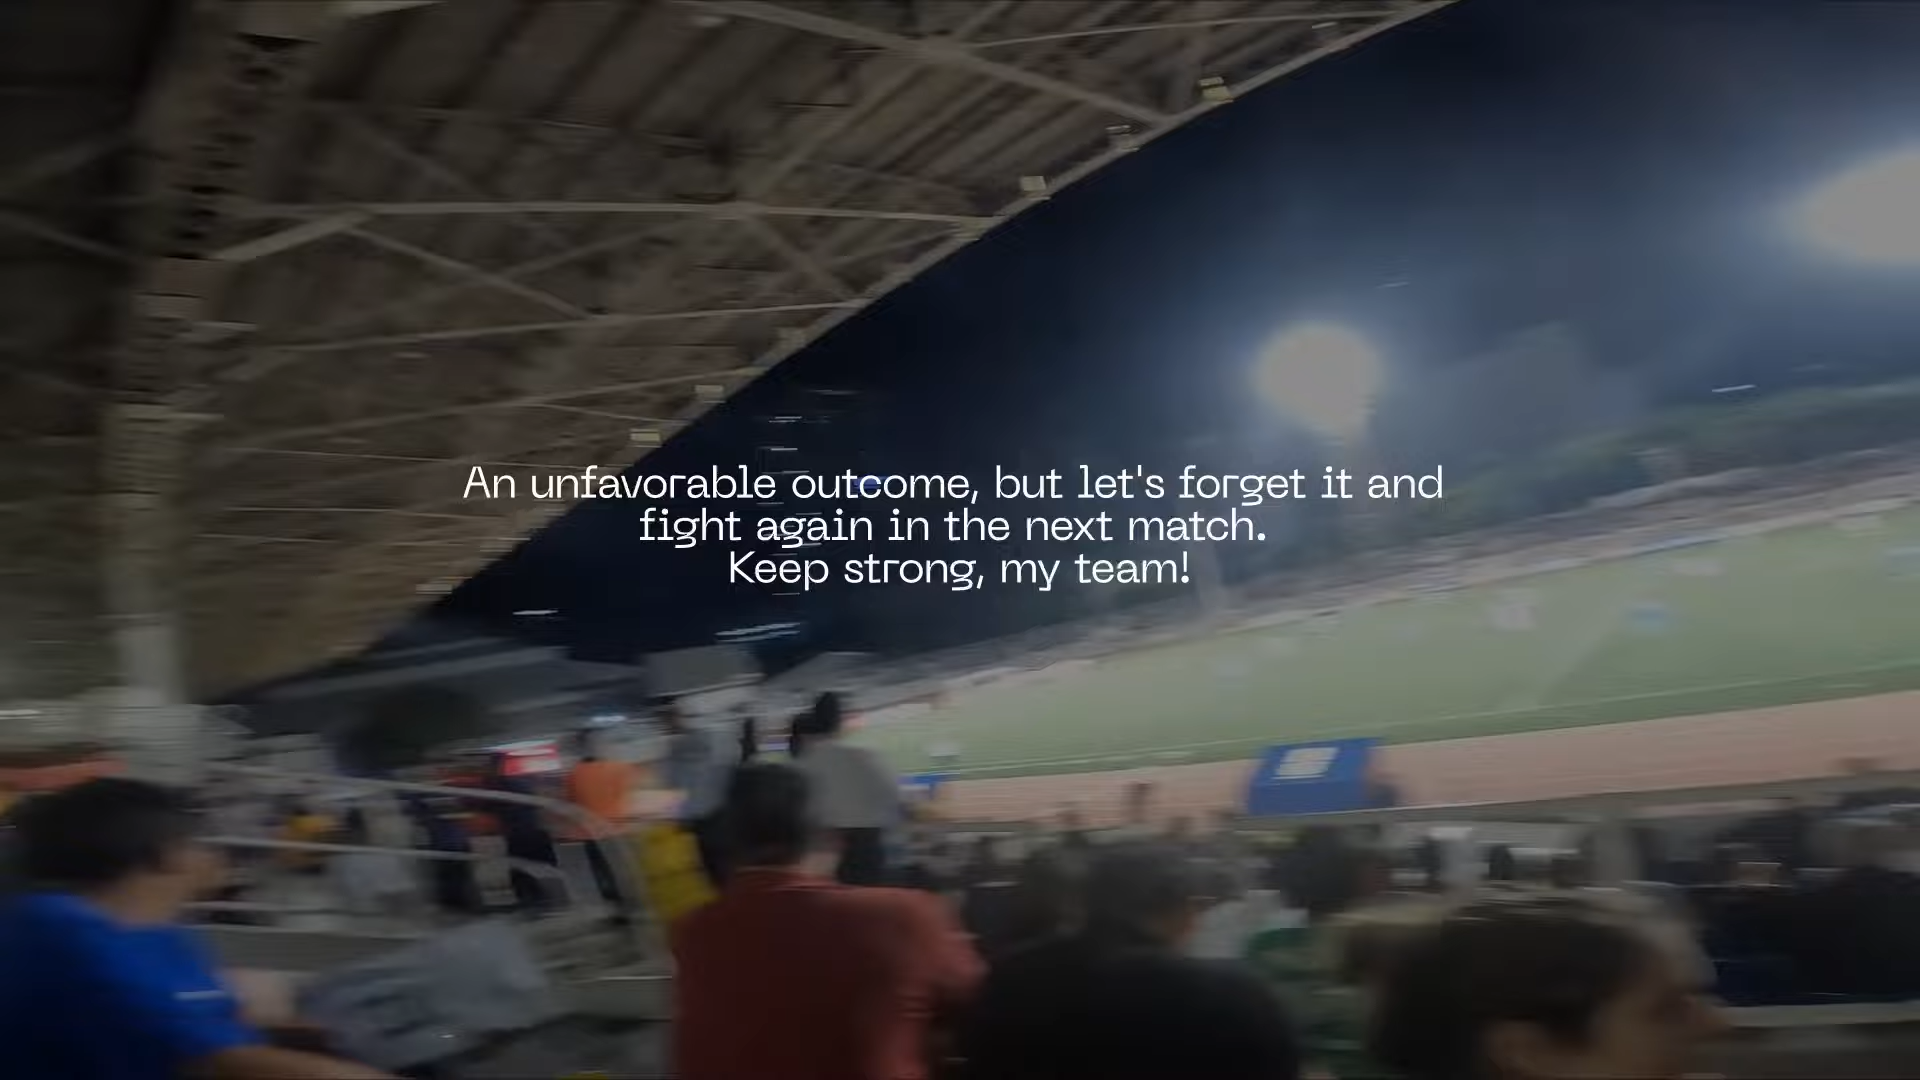 An unfavorable outcome, but let's forget it and
fight again in the next match.
Keep strong, my team!